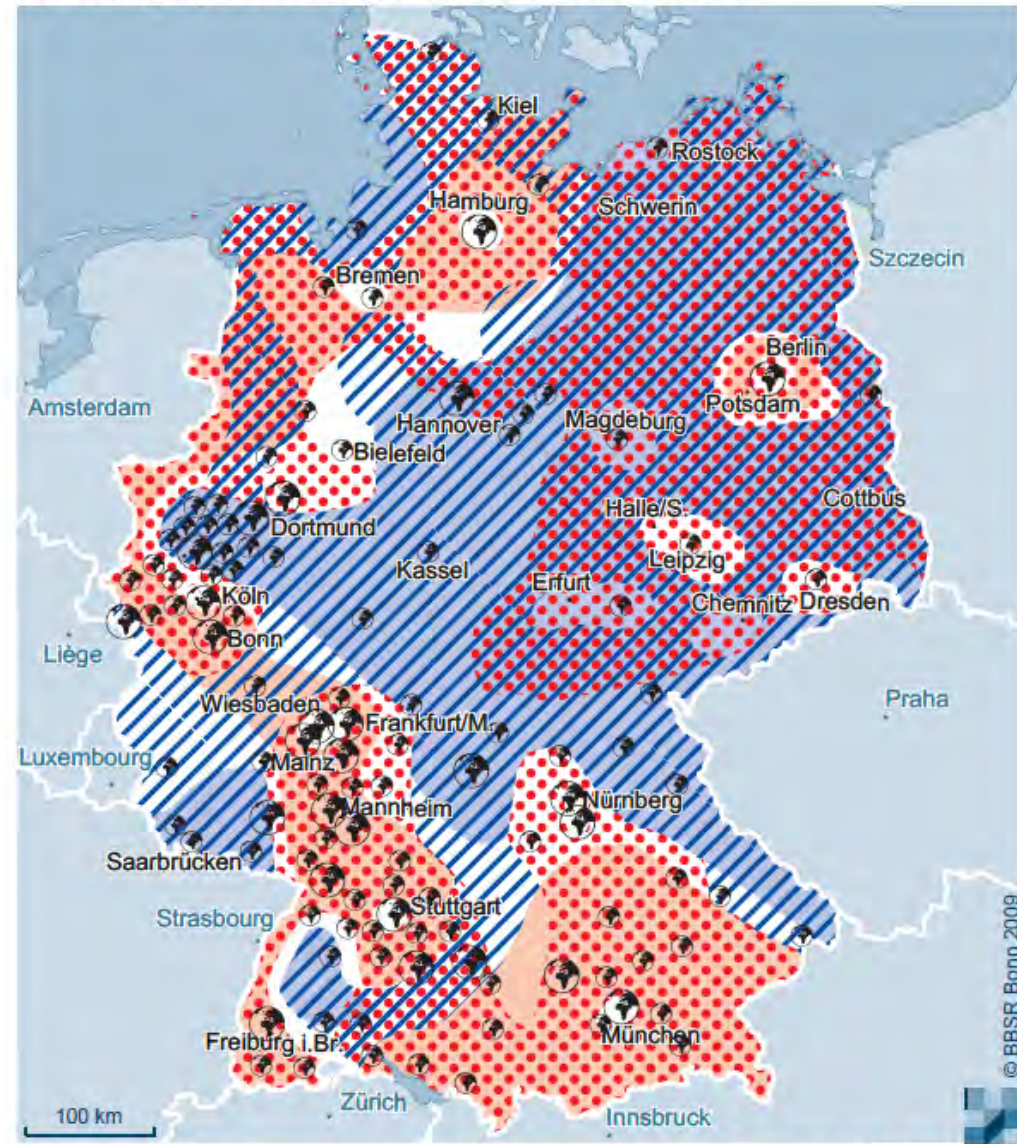 Kiel
Rostock
Hamburg
Schwerin
Szczecin
Bremen
Berlin
Amsterdam
Potsdam
Hannover
Magdeburg
Bielefeld
Halle/S.
Cottbus
Dortmund
Leipzig
Kassel
Erfurt
Köln
Chemnitz
Dresden
Bonn
Liège
Praha
Wiesbaden
Frankfurt/M.
Luxembourg
Mainz
Mannheim
Nürnberg
Saarbrücken
Strasbourg
Stuttgart
Freiburg i.Br.
München
Zürich
Innsbruck
100 km
© BBSR Bonn 2009